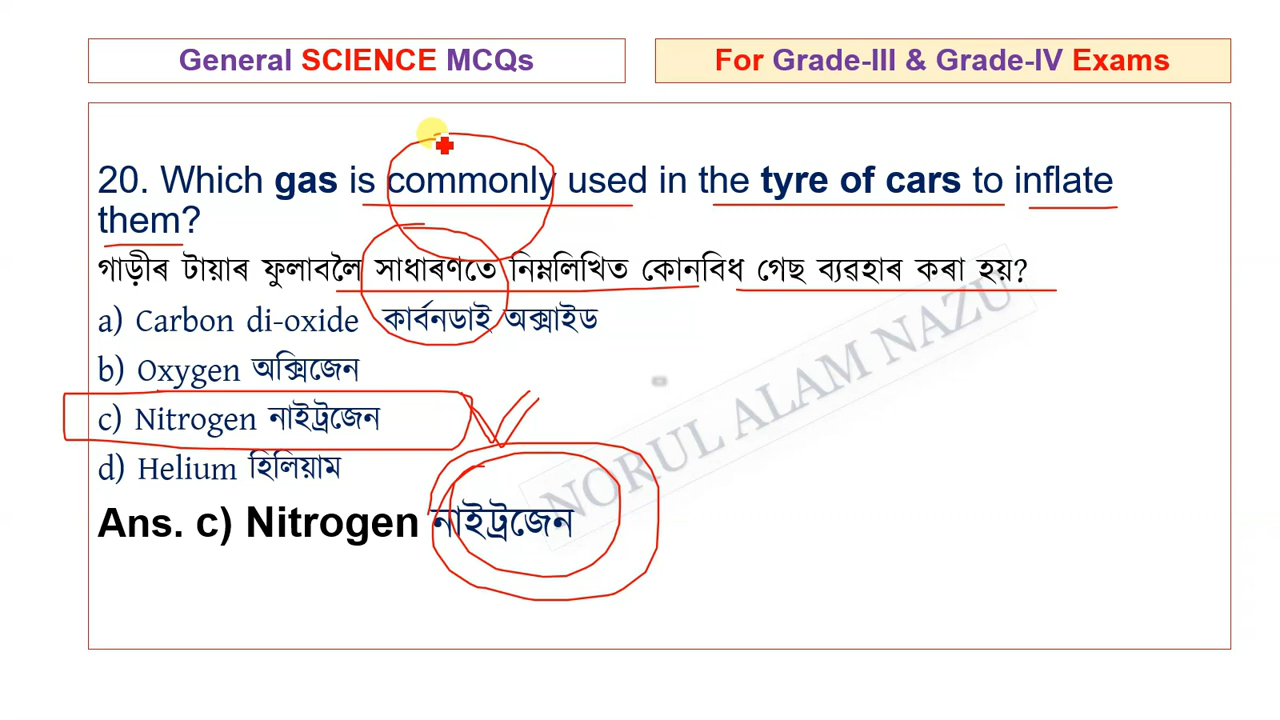 General SCIENCE MCQs
For Grade-III & Grade-IV Exams
20. Which gas is commonly used in the tyre of cars to inflate
them?
গাড়ীৰ টায়াৰ ফুলাবলৈ সাধাৰণতে নিম্নলিখিত কোনবিধ গেছ ব্যৱহাৰ কৰা হয়?
a) Carbon di-oxide কাৰ্বনডাই অক্সাইড
b) Oxygen অক্সিজেন
c) Nitrogen নাইট্ৰজেন
d) Helium হিলিয়াম
Ans. c) Nitrogen নাইট্ৰজেন
NORUL ALAM NAZU